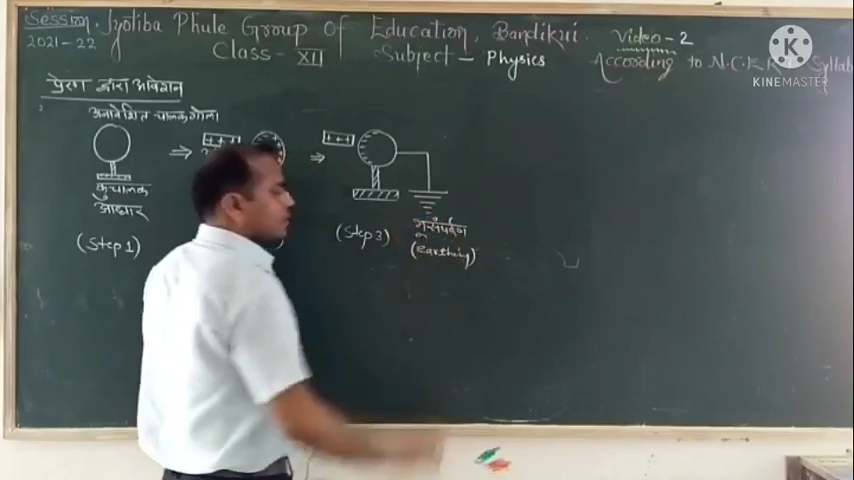 Session Jyotiba Phule Group of Education, Bandikui. Video-2
2021-22 Class- XII Subject- Physics According to N.C.E.R.T. Syllab
KINEMASTER
प्रेरण द्वारा आवेशन
अनावेशित चालक गोला
+ + +
+ + +
कुचालक
आधार
(Step 1)
(Step 3)
भूसंपर्कण
(earthing)